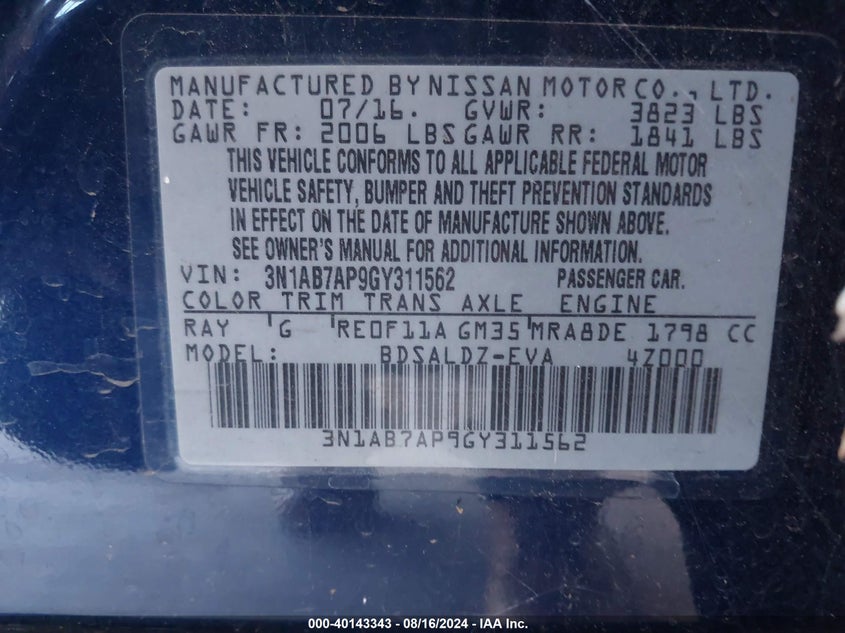 MANUFACTURED BY NISSAN MOTOR CO., LTD.
DATE: 07/16. GVWR: 3823 LBS
GAWR FR: 2006 LBS GAWR RR: 1841 LBS
THIS VEHICLE CONFORMS TO ALL APPLICABLE FEDERAL MOTOR
VEHICLE SAFETY, BUMPER AND THEFT PREVENTION STANDARDS
IN EFFECT ON THE DATE OF MANUFACTURE SHOWN ABOVE.
SEE OWNER'S MANUAL FOR ADDITIONAL INFORMATION.
VIN: 3N1AB7AP9GY311562 PASSENGER CAR.
COLOR TRIM TRANS AXLE ENGINE
RAY G RE0F11A GM35 MRA8DE 1798 CC
MODEL: BDSALDZ-EVA 4Z000
3N1AB7AP9GY311562
000-40143343 - 08/16/2024 - IAA Inc.